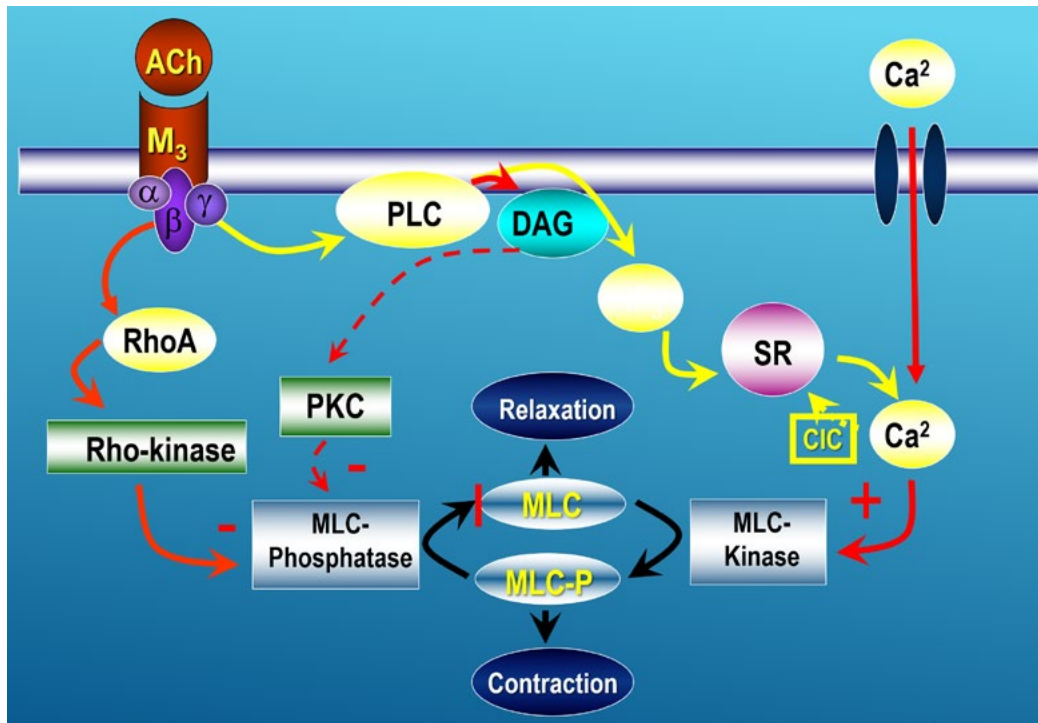 ACh
Ca²
M₃
α
β
γ
PLC
DAG
RhoA
SR
PKC
Relaxation
CIC
Ca²
Rho-kinase
-
+
-
MLC
MLC-
Phosphatase
MLC-
Kinase
MLC-P
Contraction